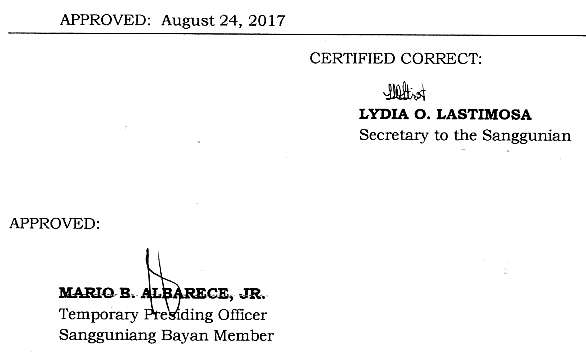 APPROVED: August 24, 2017
CERTIFIED CORRECT:
LYDIA O. LASTIMOSA
Secretary to the Sanggunian
APPROVED:
MARIO B. ALBARECE, JR.
Temporary Presiding Officer
Sangguniang Bayan Member